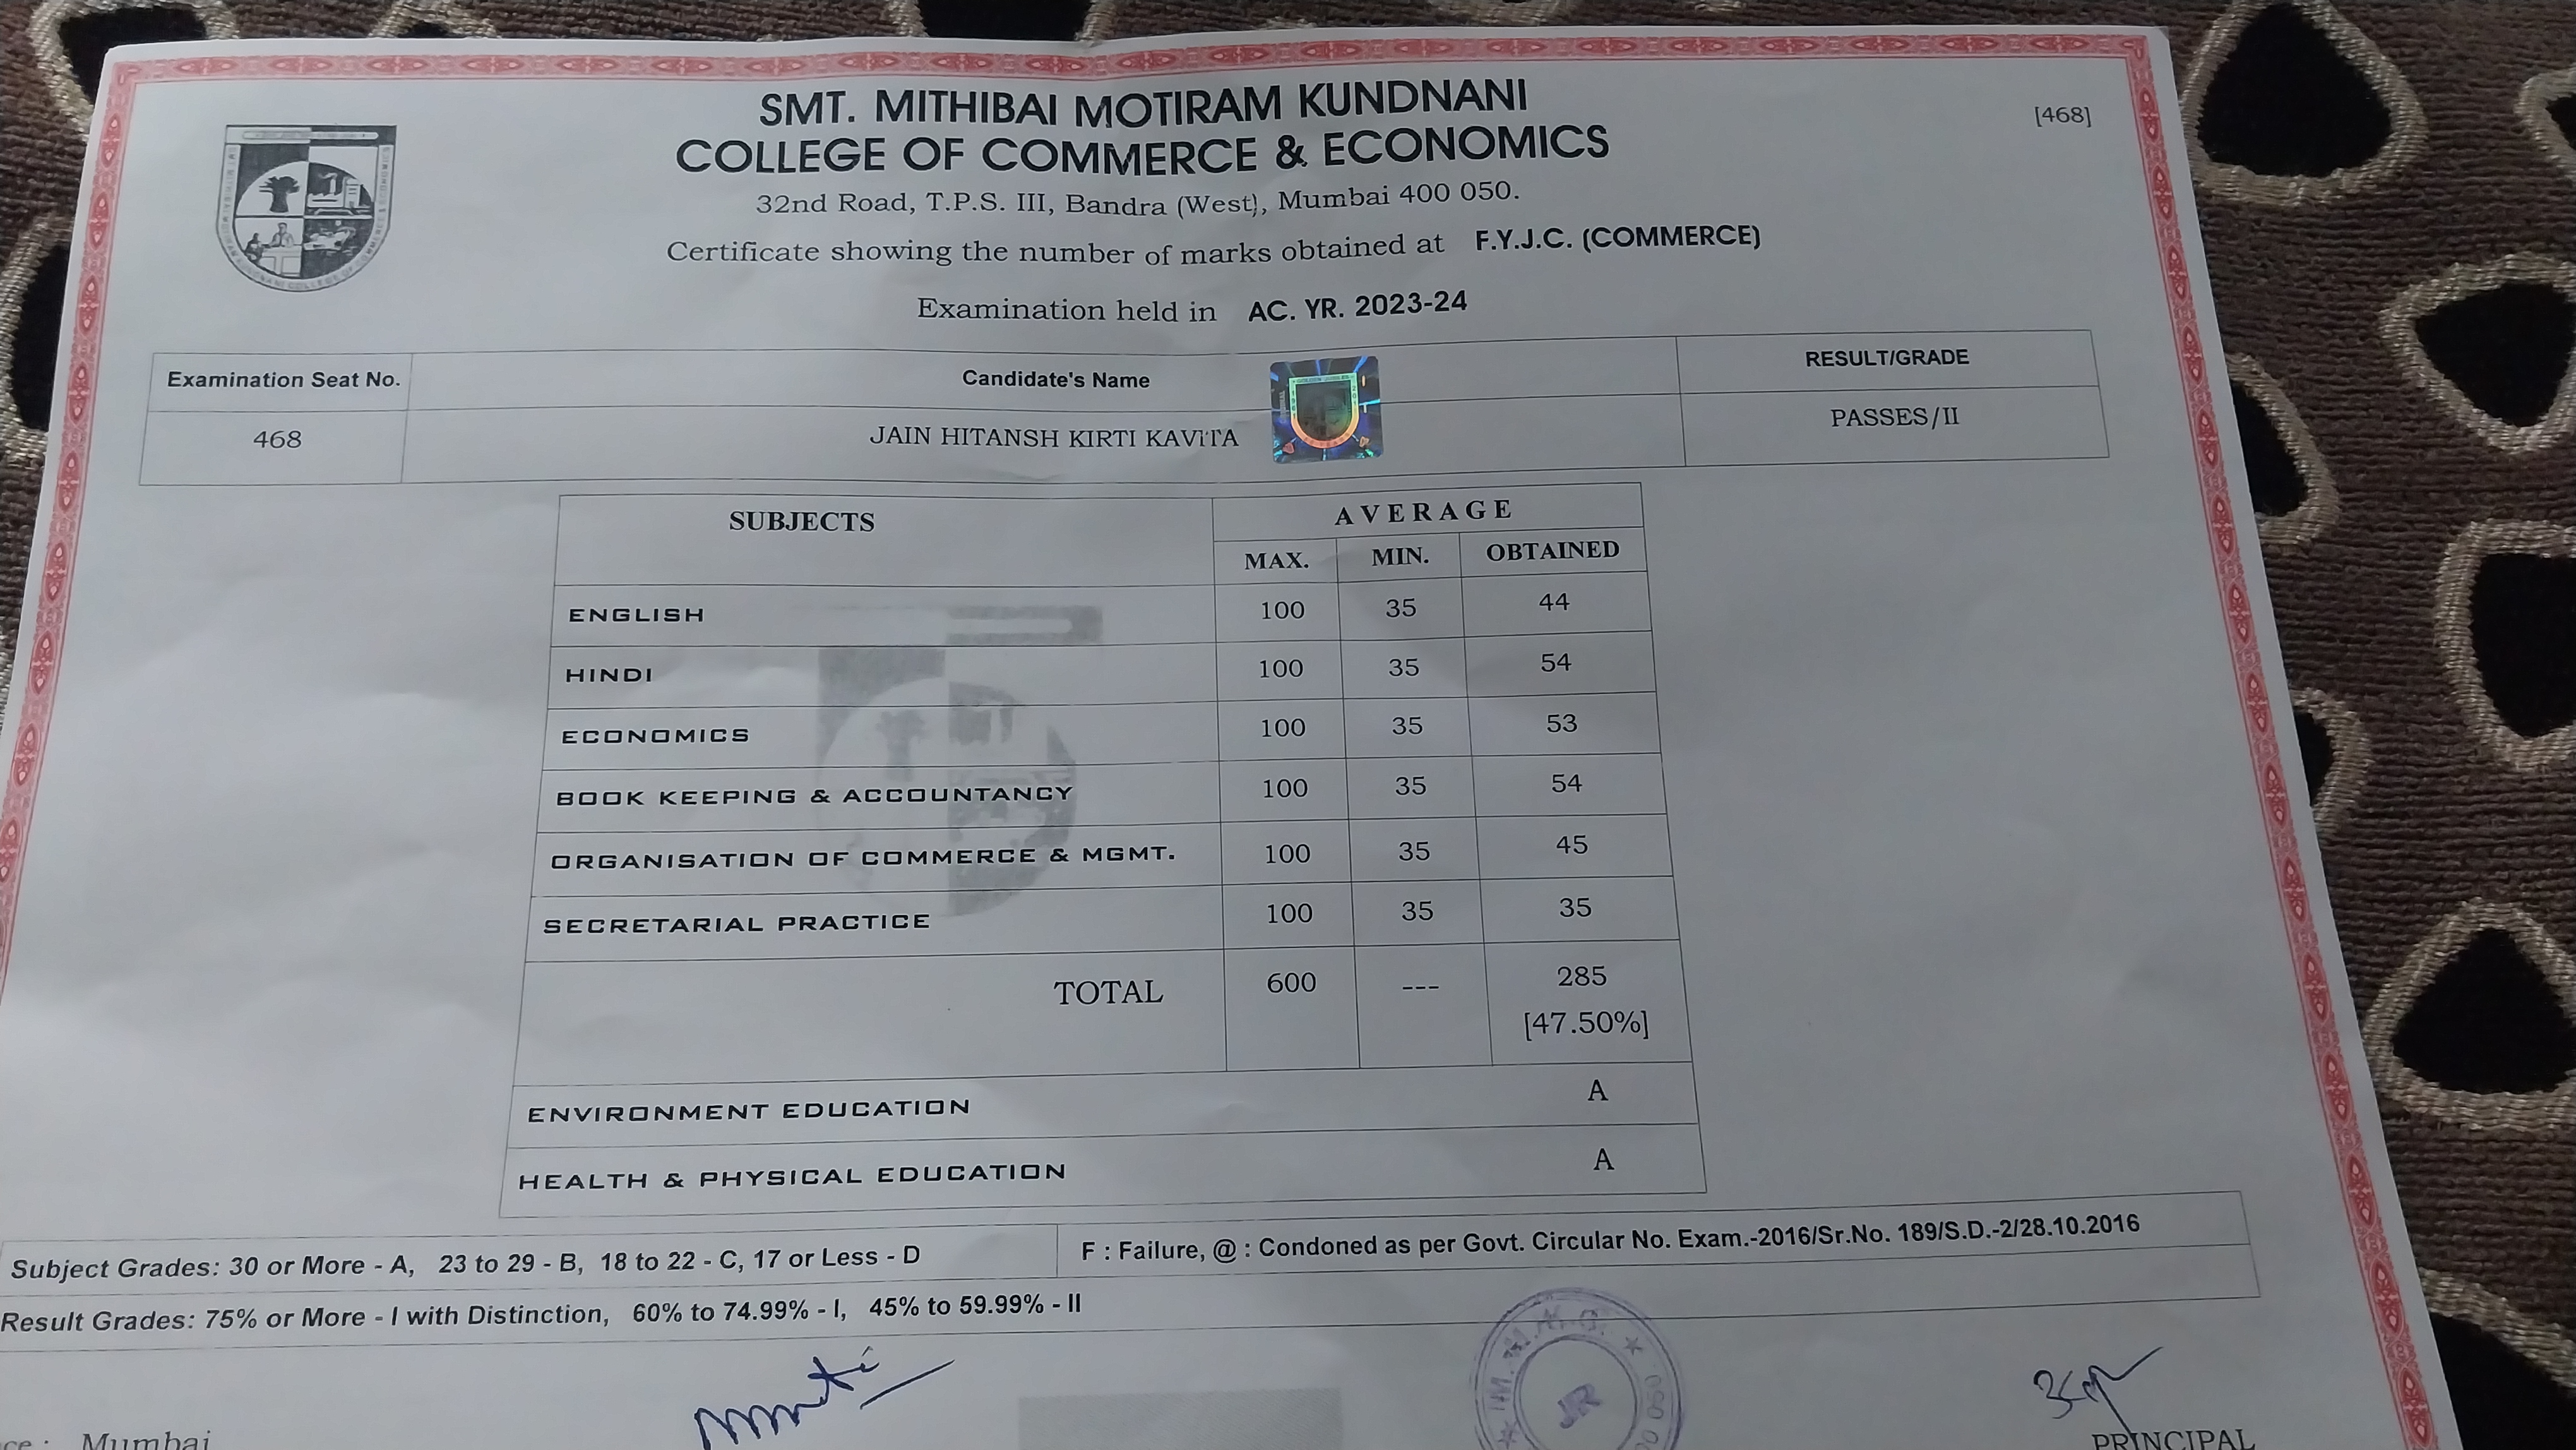 SMT. MITHIBAI MOTIRAM KUNDNANI
COLLEGE OF COMMERCE & ECONOMICS
[468]
32nd Road, T.P.S. III, Bandra (West), Mumbai 400 050.
Certificate showing the number of marks obtained at F.Y.J.C. (COMMERCE)
Examination held in AC. YR. 2023-24
Examination Seat No. Candidate's Name RESULT/GRADE
468 JAIN HITANSH KIRTI KAVITA PASSES/II
SUBJECTS AVERAGE
MAX. MIN. OBTAINED
ENGLISH 100 35 44
HINDI 100 35 54
ECONOMICS 100 35 53
BOOK KEEPING & ACCOUNTANCY 100 35 54
ORGANISATION OF COMMERCE & MGMT. 100 35 45
SECRETARIAL PRACTICE 100 35 35
TOTAL 600 --- 285
[47.50%]
ENVIRONMENT EDUCATION A
HEALTH & PHYSICAL EDUCATION A
Subject Grades: 30 or More - A, 23 to 29 - B, 18 to 22 - C, 17 or Less - D
F : Failure, @ : Condoned as per Govt. Circular No. Exam.-2016/Sr.No. 189/S.D.-2/28.10.2016
Result Grades: 75% or More - I with Distinction, 60% to 74.99% - I, 45% to 59.99% - II
JR
Mumbai
PRINCIPAL